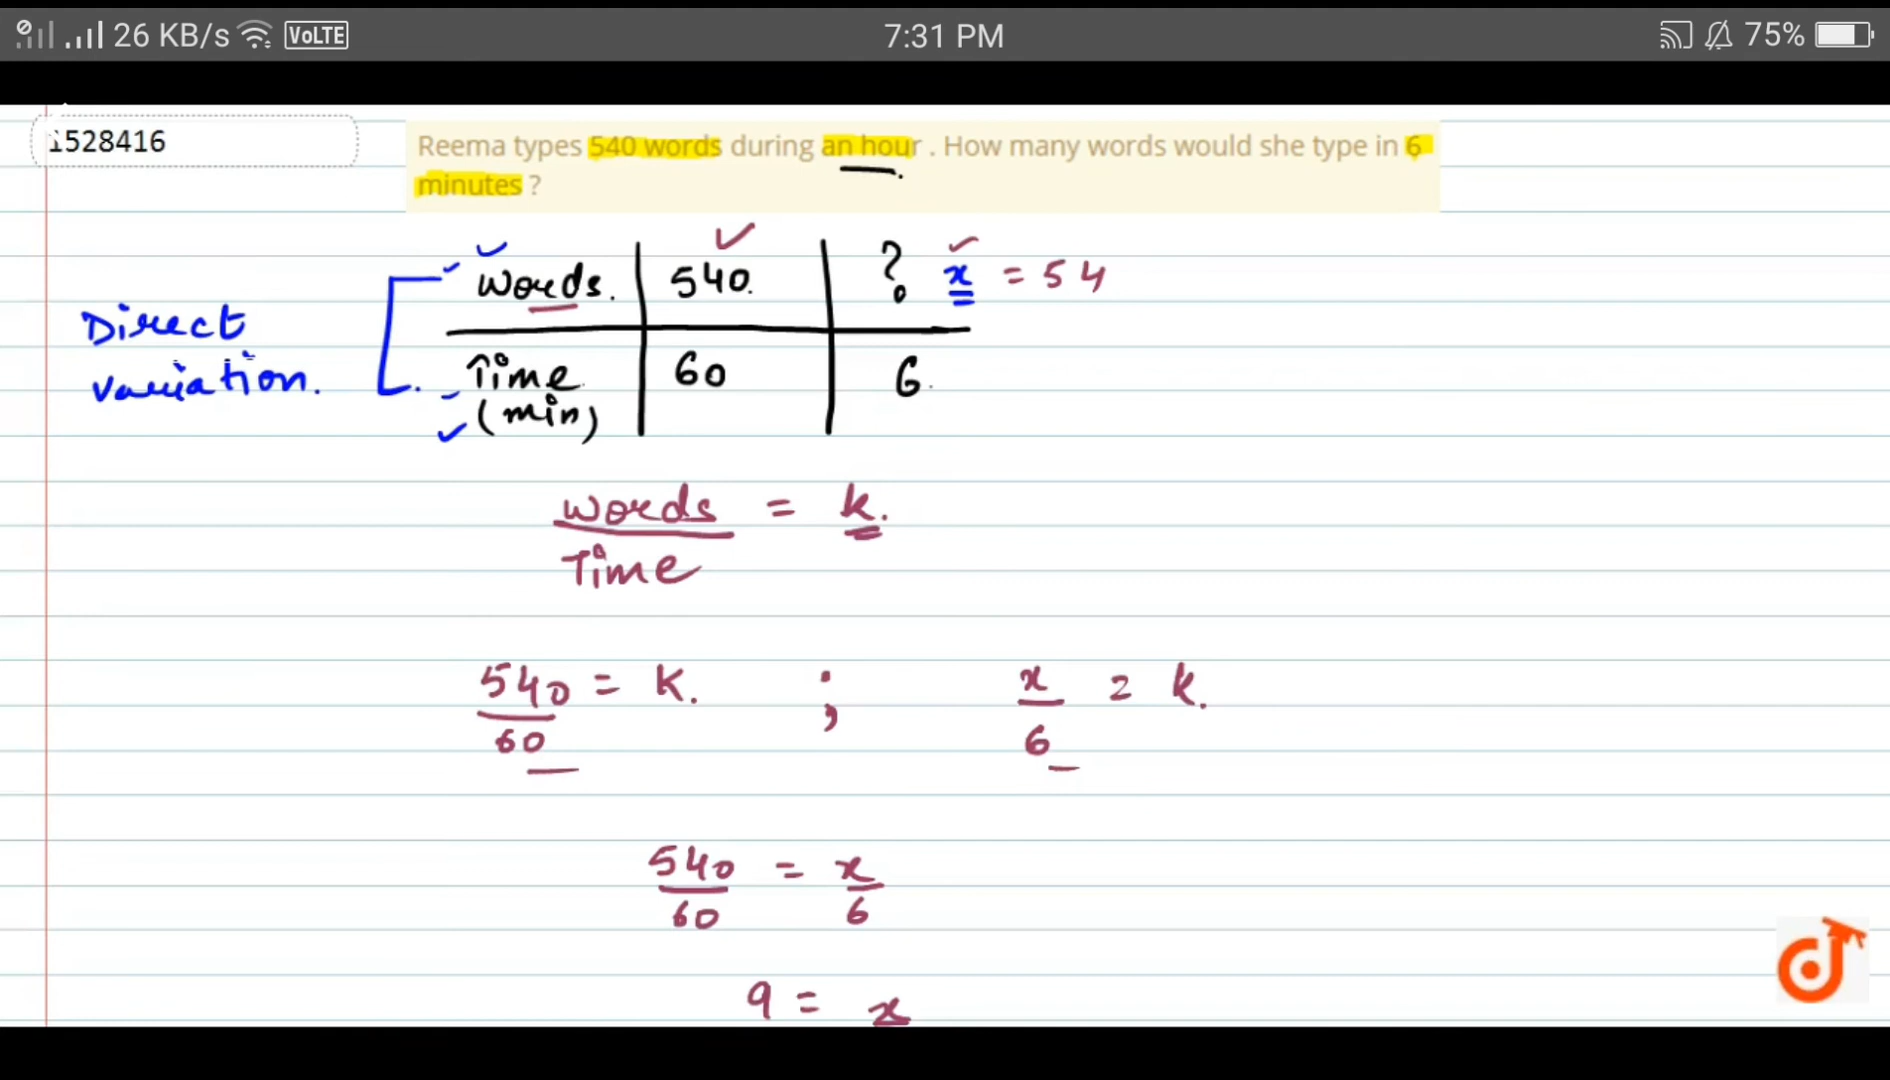 26 KB/s VoLTE 7:31 PM 75%
1528416
Reema types 540 words during an hour . How many words would she type in 6
minutes ?
words. 540. ? x = 54
Direct
variation.
Time 60 6.
(min)
words = k.
Time
540 = k. ; x = k.
60 6
540 = x
60 6
9 = x